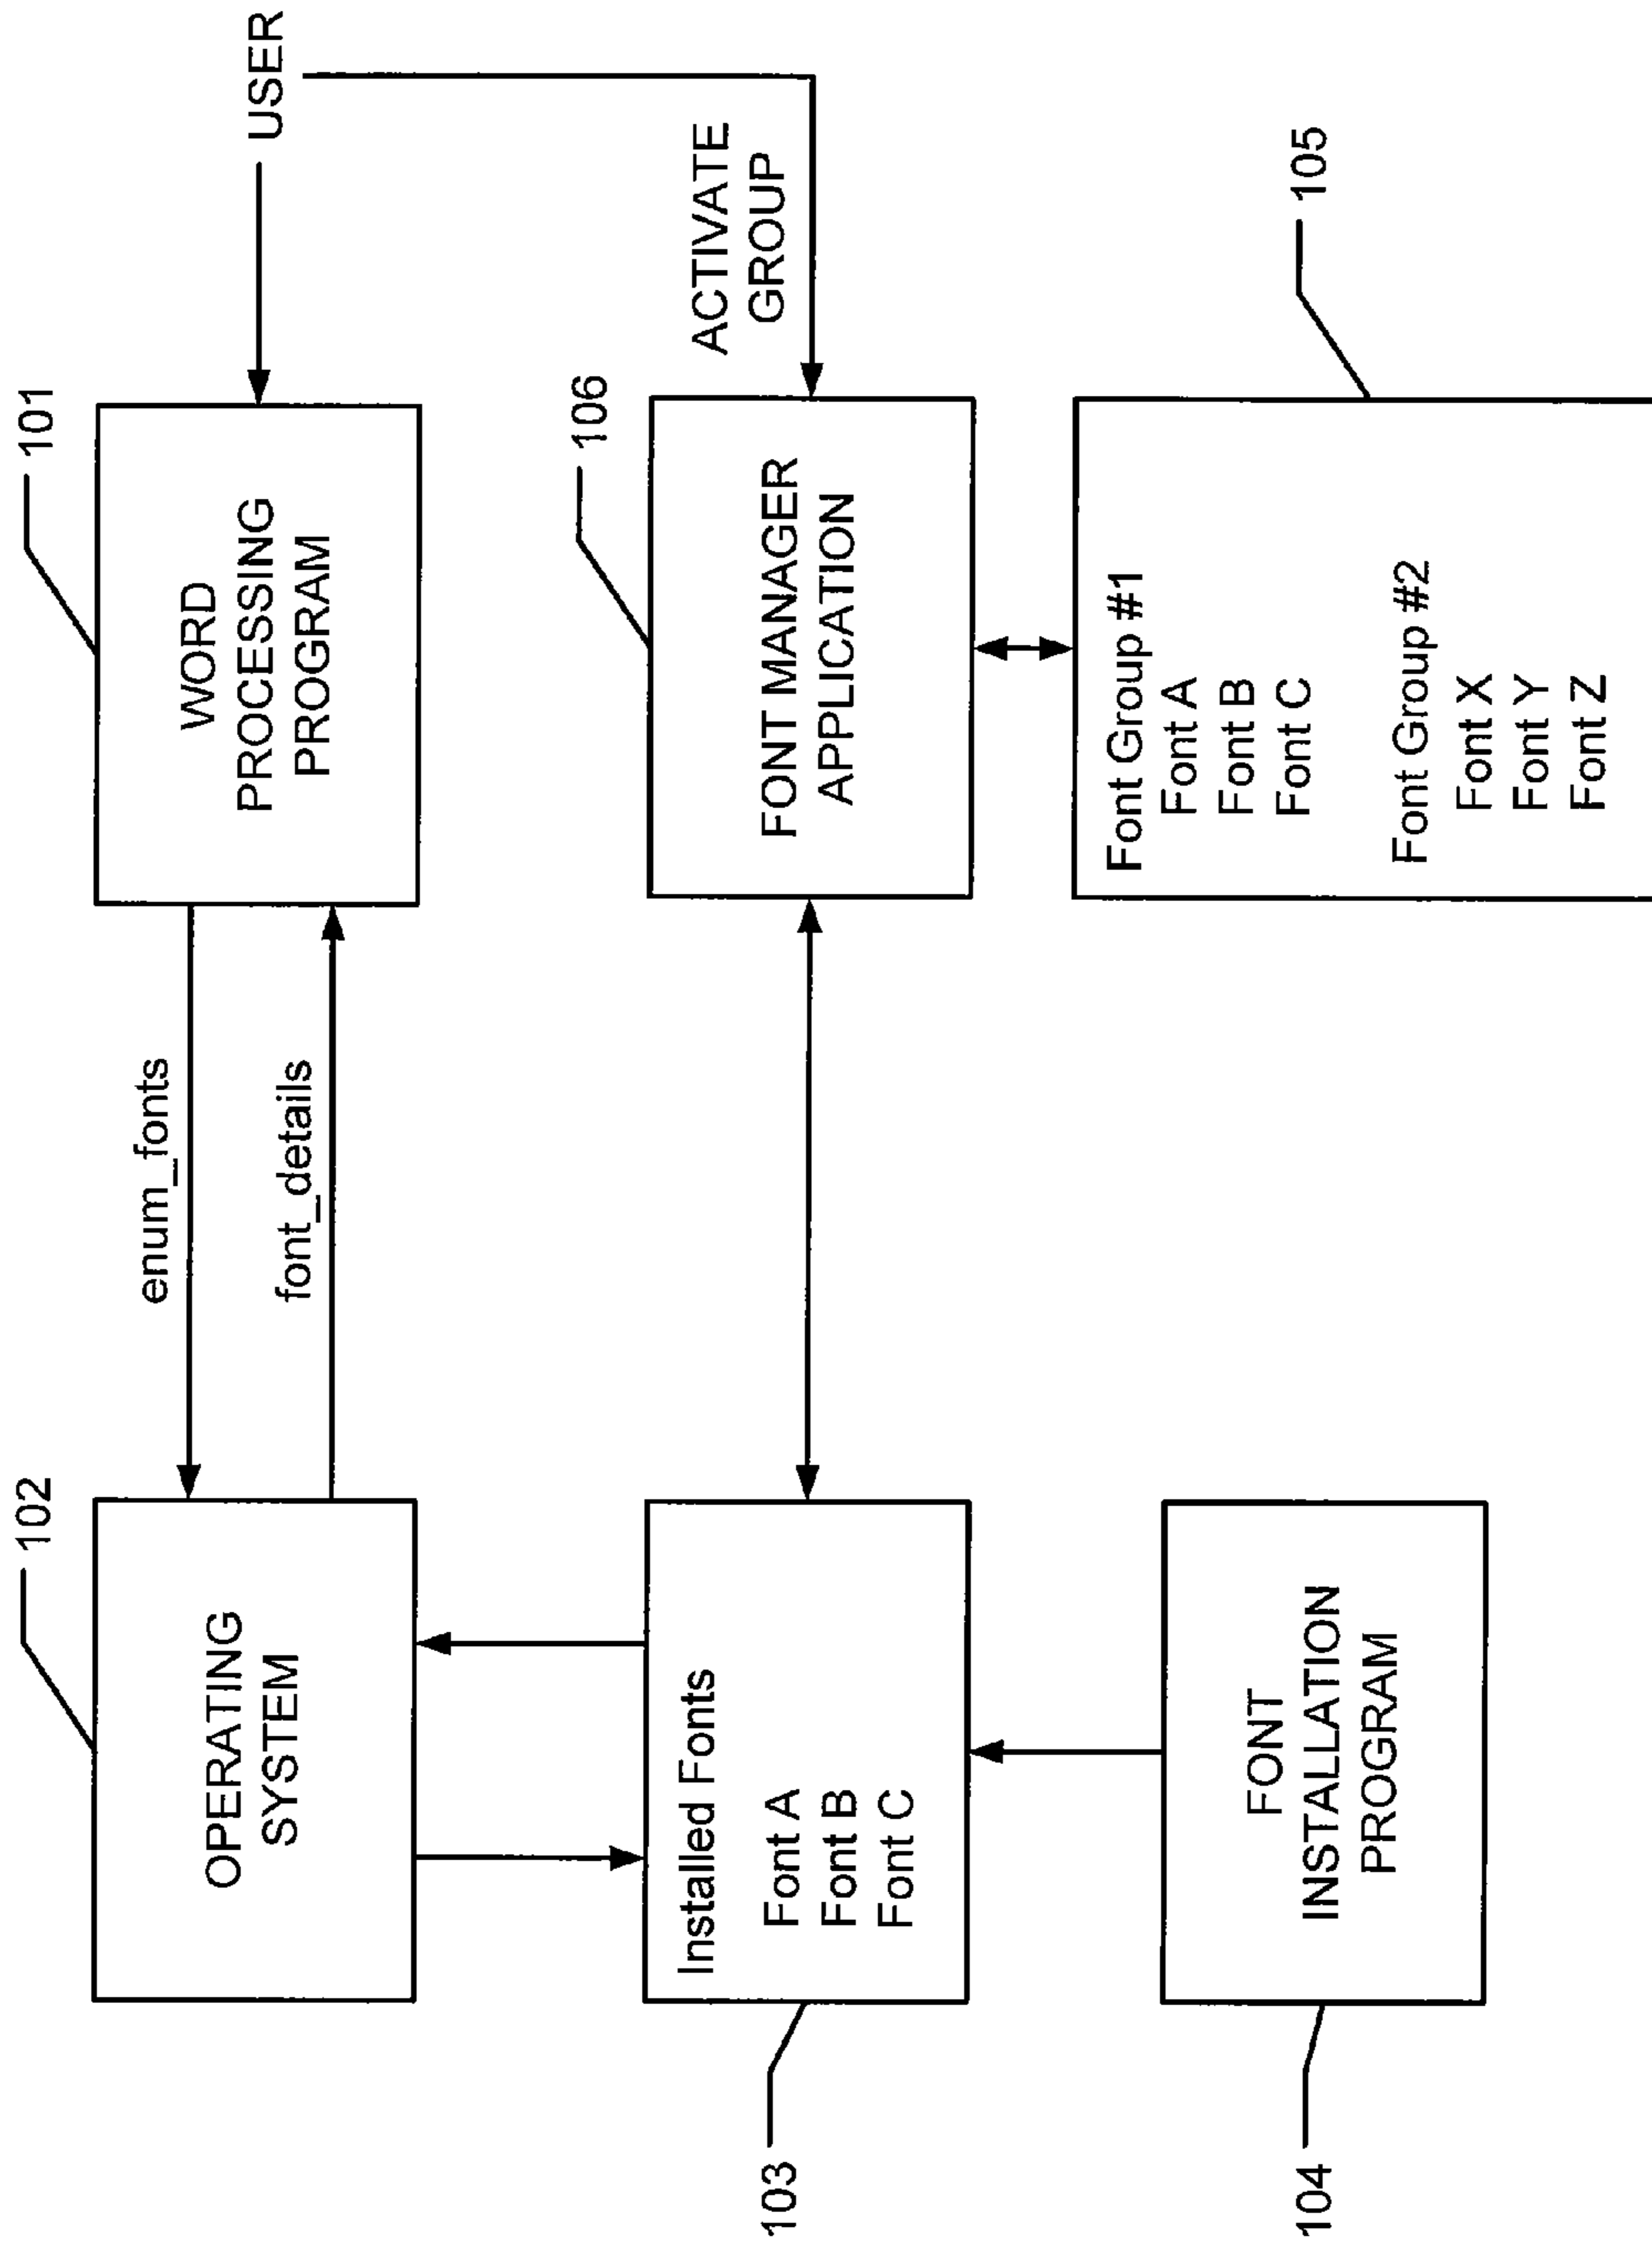 102
OPERATING
SYSTEM
enum_fonts
font_details
101
WORD
PROCESSING
PROGRAM
USER
103
Installed Fonts
Font A
Font B
Font C
106
FONT MANAGER
APPLICATION
ACTIVATE
GROUP
104
FONT
INSTALLATION
PROGRAM
Font Group #1
Font A
Font B
Font C
Font Group #2
Font X
Font Y
Font Z
105